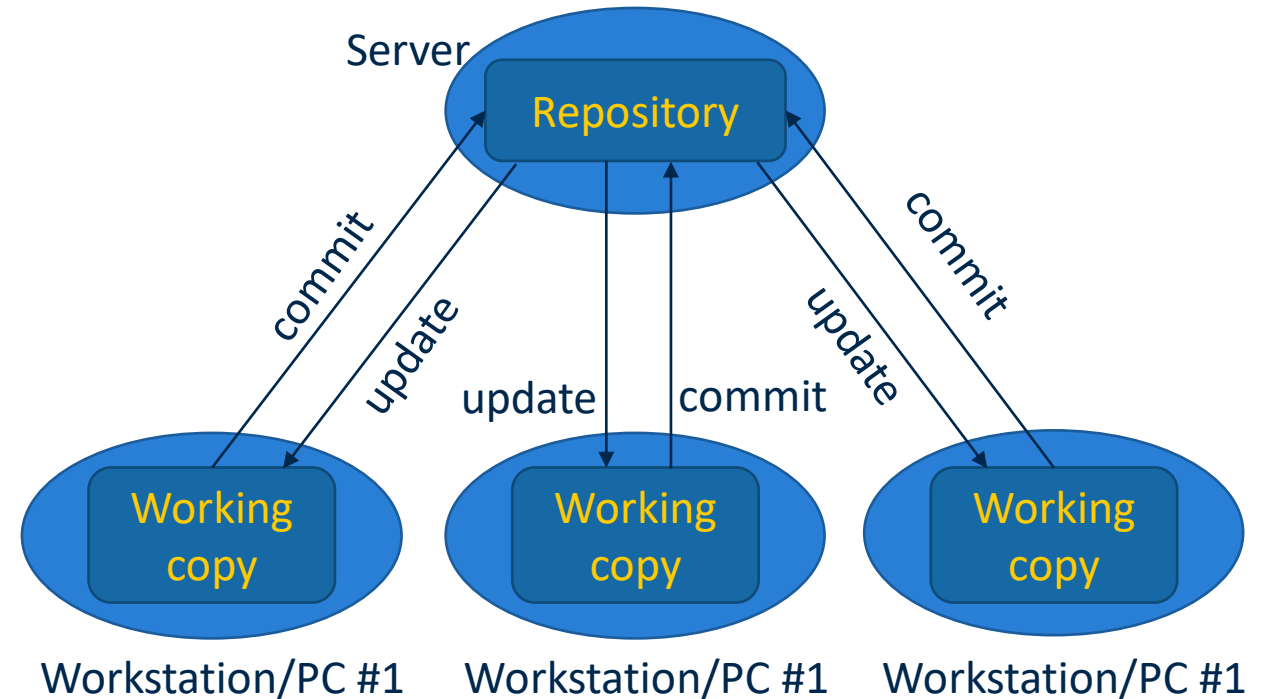 Server
Repository
commit
update
update
commit
update
commit
Working
copy
Working
copy
Working
copy
Workstation/PC #1
Workstation/PC #1
Workstation/PC #1